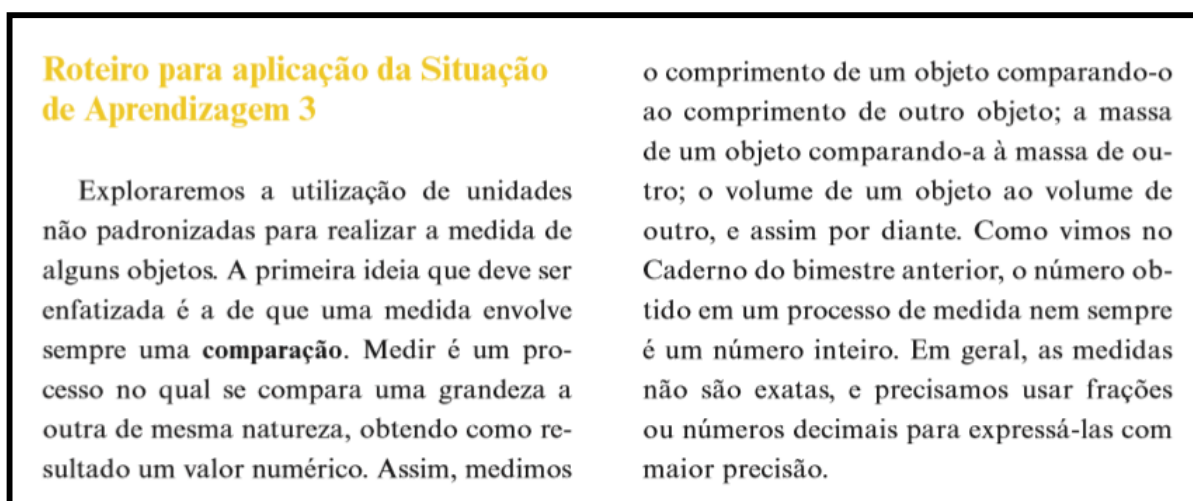 Roteiro para aplicação da Situação
de Aprendizagem 3
Exploraremos a utilização de unidades
não padronizadas para realizar a medida de
alguns objetos. A primeira ideia que deve ser
enfatizada é a de que uma medida envolve
sempre uma comparação. Medir é um pro-
cesso no qual se compara uma grandeza a
outra de mesma natureza, obtendo como re-
sultado um valor numérico. Assim, medimos
o comprimento de um objeto comparando-o
ao comprimento de outro objeto; a massa
de um objeto comparando-a à massa de ou-
tro; o volume de um objeto ao volume de
outro, e assim por diante. Como vimos no
Caderno do bimestre anterior, o número ob-
tido em um processo de medida nem sempre
é um número inteiro. Em geral, as medidas
não são exatas, e precisamos usar frações
ou números decimais para expressá-las com
maior precisão.